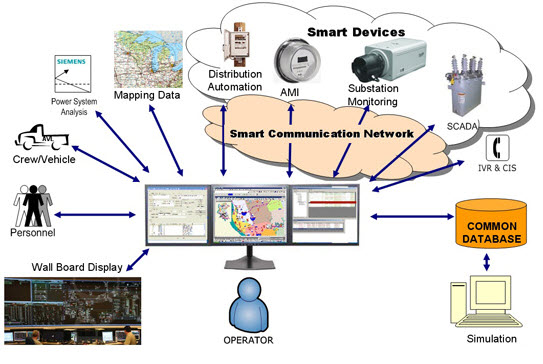 Smart Devices
SIEMENS
Power System
Analysis
Mapping Data
Distribution
Automation
AMI
Substation
Monitoring
SCADA
Smart Communication Network
AVL
Crew/Vehicle
IVR & CIS
Personnel
COMMON
DATABASE
Wall Board Display
OPERATOR
Simulation